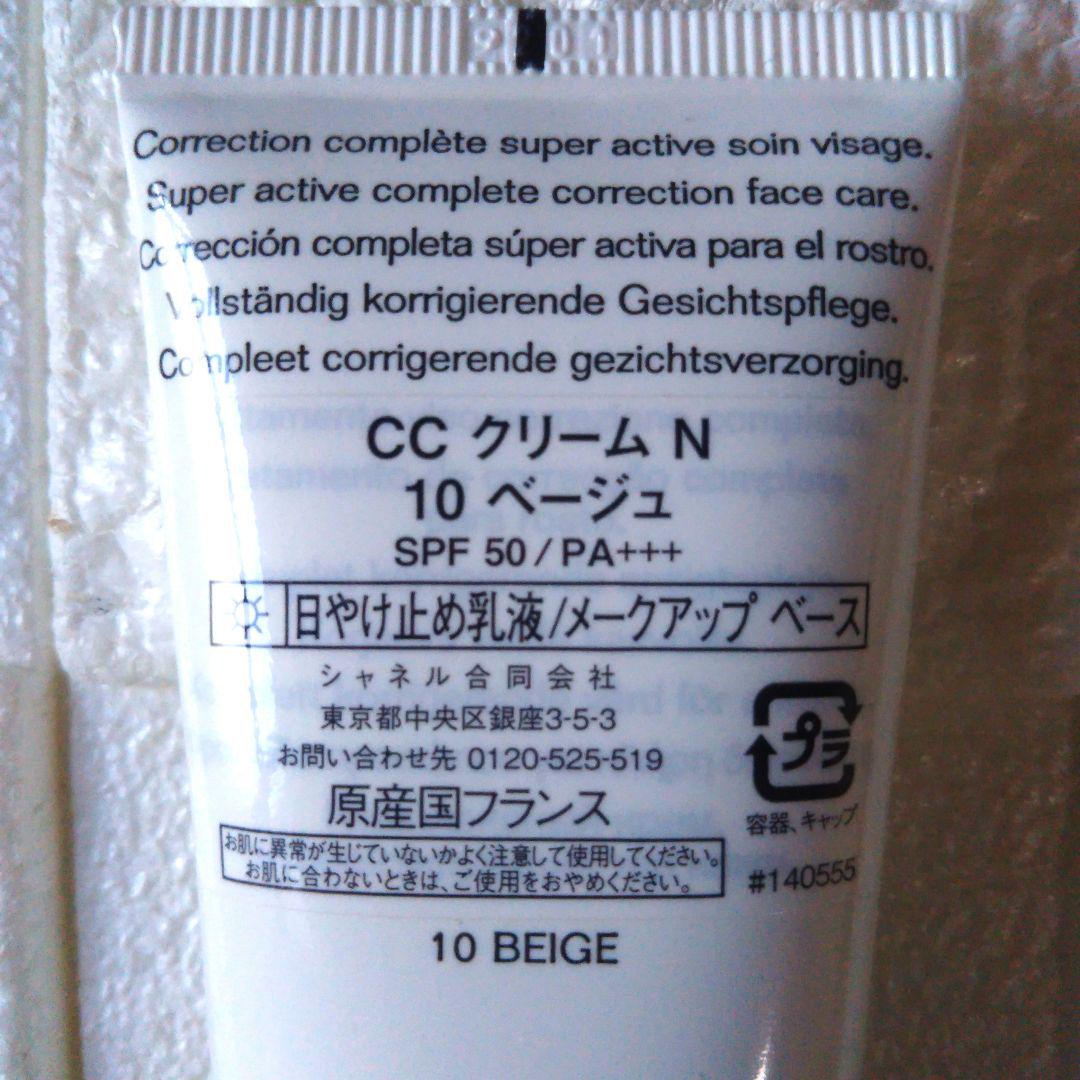 9 01
Correction complète super active soin visage.
Super active complete correction face care.
Corrección completa súper activa para el rostro.
Vollständig korrigierende Gesichtspflege.
Compleet corrigerende gezichtsverzorging.
CC クリーム N
10 ベージュ
SPF 50/PA+++
日やけ止め乳液/メークアップ ベース
シャネル合同会社
東京都中央区銀座3-5-3
お問い合わせ先 0120-525-519
原産国フランス
プラ
容器、キャップ
お肌に異常が生じていないかよく注意して使用してください。
お肌に合わないときは、ご使用をおやめください。
#140555
10 BEIGE